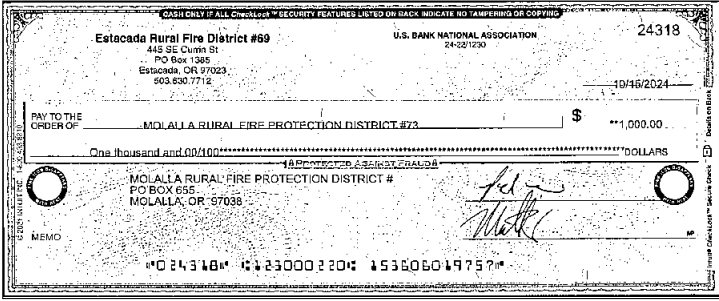 CASH ONLY IF ALL CheckLock™ SECURITY FEATURES LISTED ON BACK INDICATE NO TAMPERING OR COPYING
Estacada Rural Fire District #69
445 SE Currin St
PO Box 1385
Estacada, OR 97023
503.630.7712
U.S. BANK NATIONAL ASSOCIATION
24-22/1230
24318
10/15/2024
PAY TO THE
ORDER OF
MOLALLA RURAL FIRE PROTECTION DISTRICT #73
$
**1,000.00
One thousand and 00/100
DOLLARS
PROTECTED AGAINST FRAUD
MOLALLA RURAL FIRE PROTECTION DISTRICT #
PO BOX 655
MOLALLA, OR 97038
MEMO
⑈024318⑈ ⑆123000220⑆ 153606019757⑈
Details on Back
Intuit® CheckLock™ Secure Check